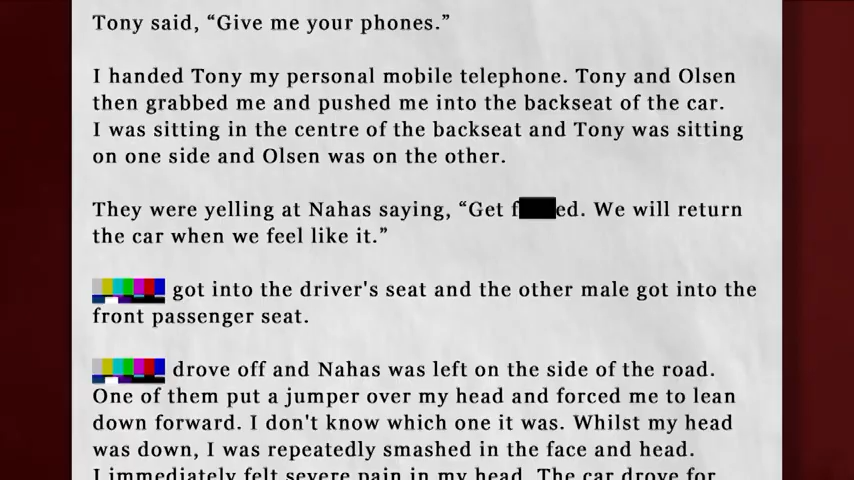 Tony said, “Give me your phones.”
I handed Tony my personal mobile telephone. Tony and Olsen
then grabbed me and pushed me into the backseat of the car.
I was sitting in the centre of the backseat and Tony was sitting
on one side and Olsen was on the other.
They were yelling at Nahas saying, “Get f ed. We will return
the car when we feel like it.”
got into the driver's seat and the other male got into the
front passenger seat.
drove off and Nahas was left on the side of the road.
One of them put a jumper over my head and forced me to lean
down forward. I don't know which one it was. Whilst my head
was down, I was repeatedly smashed in the face and head.
I immediately felt severe pain in my head. The car drove for